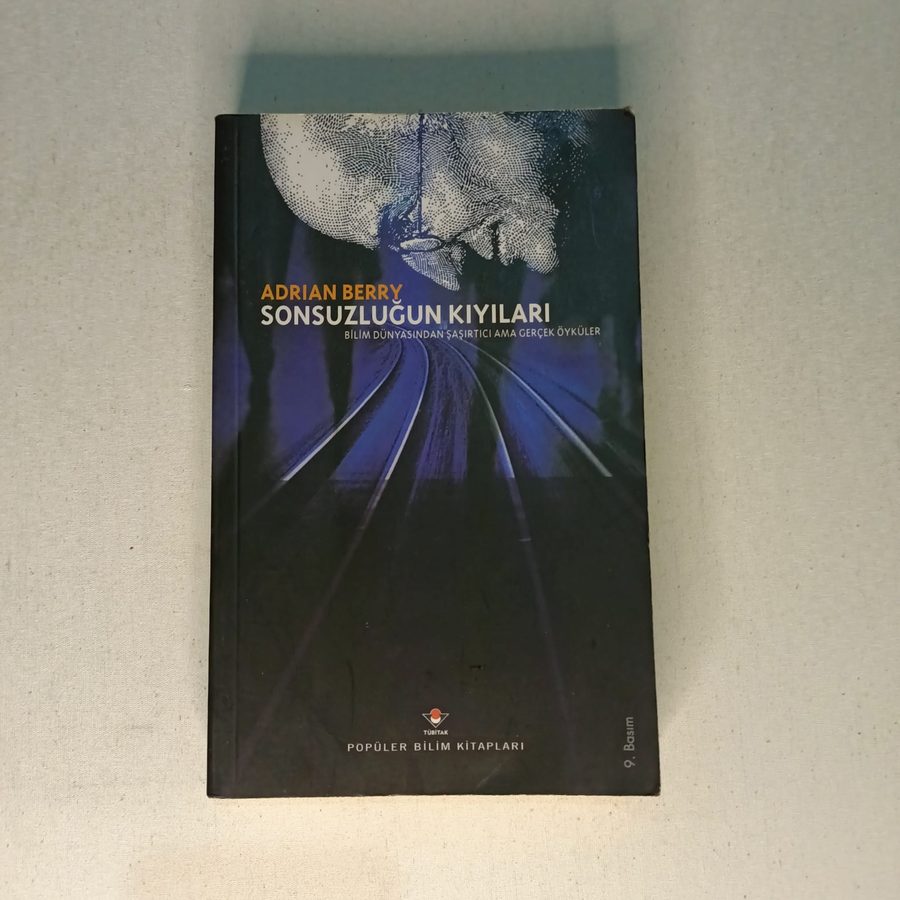 ADRIAN BERRY
SONSUZLUĞUN KIYILARI
BİLİM DÜNYASINDAN ŞAŞIRTICI AMA GERÇEK ÖYKÜLER
TÜBİTAK
POPÜLER BİLİM KİTAPLARI
9. Basım